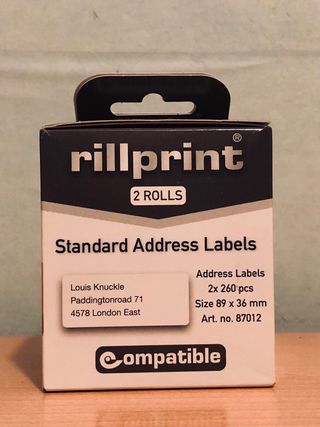 rillprint®
2 ROLLS
Standard Address Labels
Louis Knuckle
Paddingtonroad 71
4578 London East
Address Labels
2x 260 pcs
Size 89 x 36 mm
Art. no. 87012
Compatible